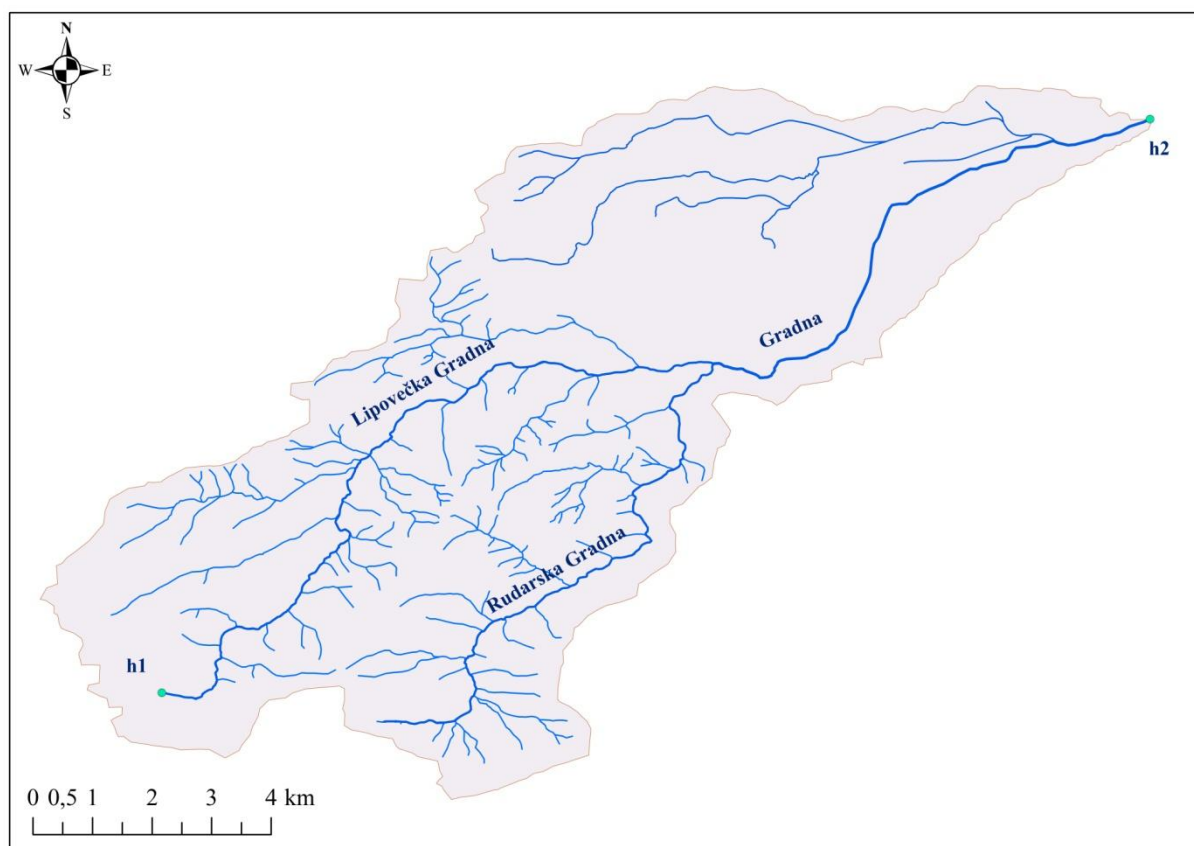 N
W E
S
h2
Gradna
Lipovečka Gradna
Rudarska Gradna
h1
0 0,5 1 2 3 4 km